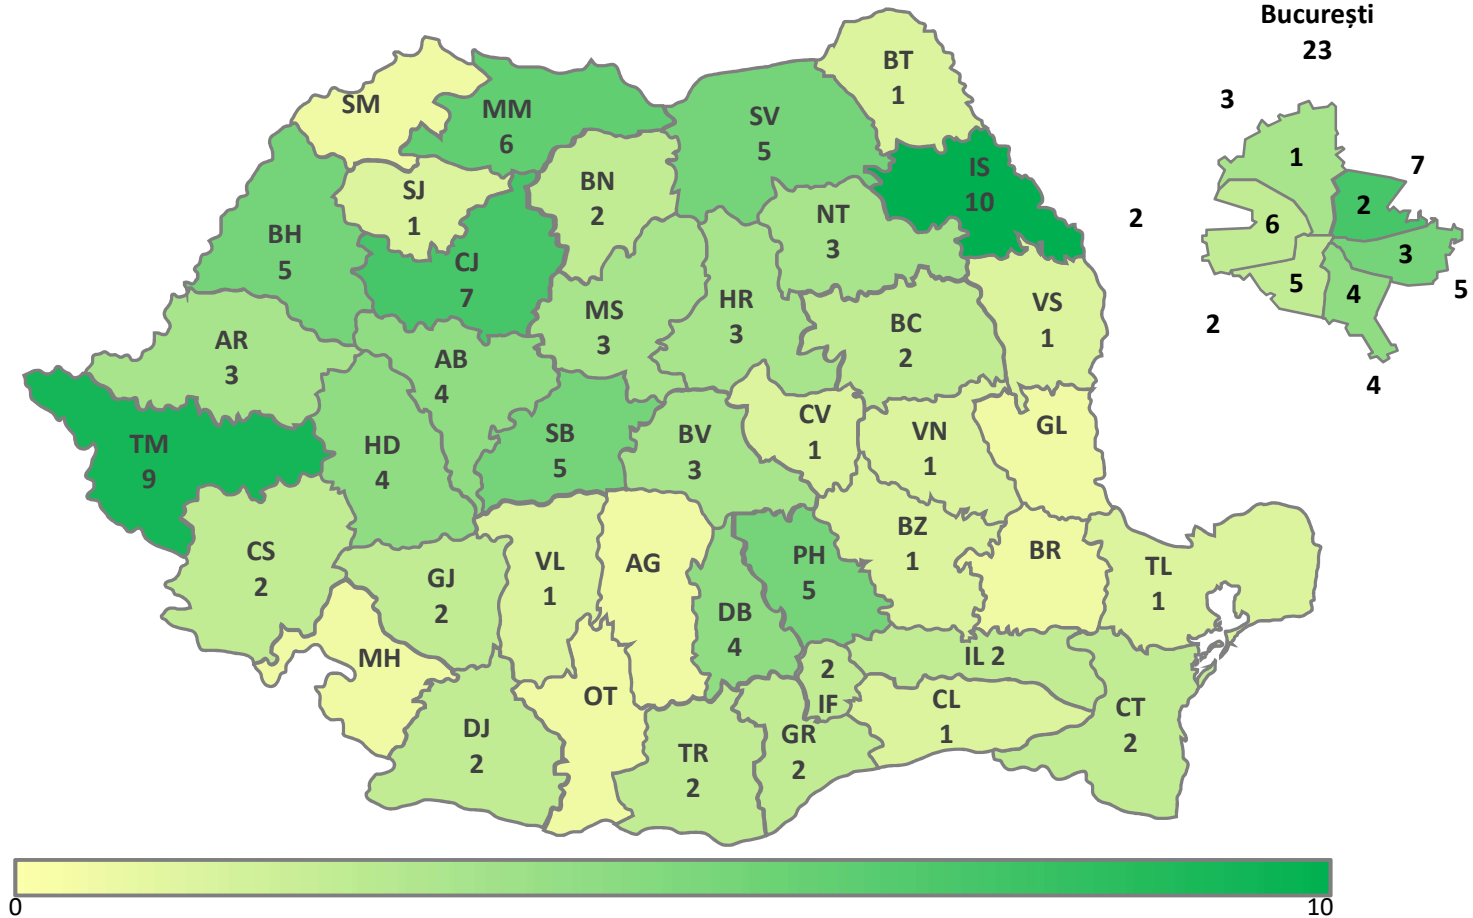 București
23
3
1
7
2
2
6
3
5
5
4
2
4
BT
1
SM
MM
6
SV
5
IS
10
SJ
1
BN
2
NT
3
BH
5
CJ
7
MS
3
HR
3
BC
2
VS
1
AR
3
AB
4
CV
1
VN
1
GL
TM
9
HD
4
SB
5
BV
3
CS
2
GJ
2
VL
1
AG
PH
5
BZ
1
BR
TL
1
DB
4
MH
OT
2
IF
IL 2
DJ
2
TR
2
GR
2
CL
1
CT
2
0
10